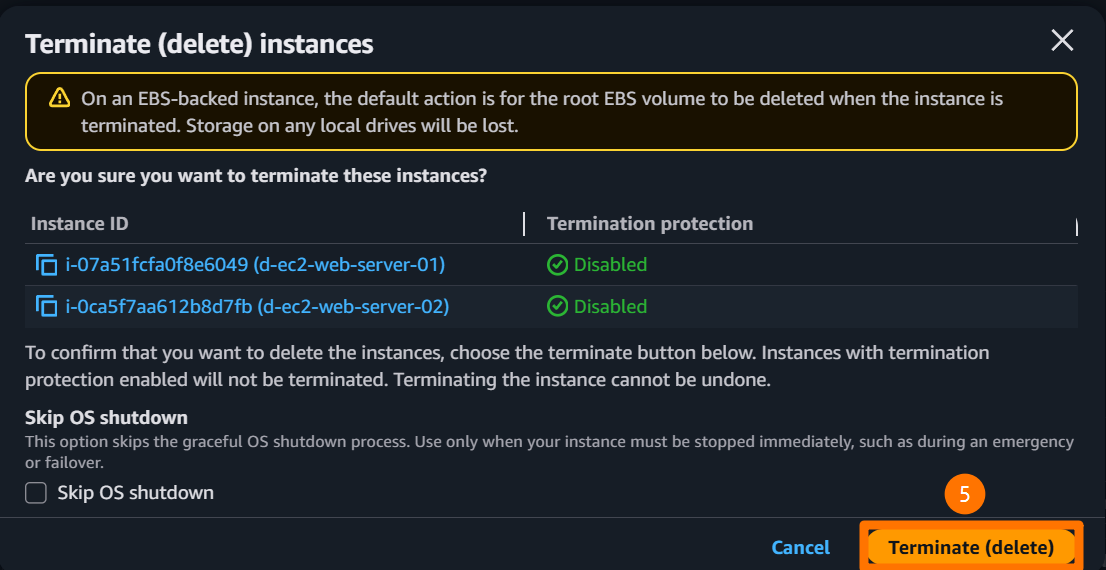 Terminate (delete) instances
On an EBS-backed instance, the default action is for the root EBS volume to be deleted when the instance is
terminated. Storage on any local drives will be lost.
Are you sure you want to terminate these instances?
Instance ID Termination protection
i-07a51fcfa0f8e6049 (d-ec2-web-server-01) Disabled
i-0ca5f7aa612b8d7fb (d-ec2-web-server-02) Disabled
To confirm that you want to delete the instances, choose the terminate button below. Instances with termination
protection enabled will not be terminated. Terminating the instance cannot be undone.
Skip OS shutdown
This option skips the graceful OS shutdown process. Use only when your instance must be stopped immediately, such as during an emergency
or failover.
Skip OS shutdown
5
Cancel Terminate (delete)